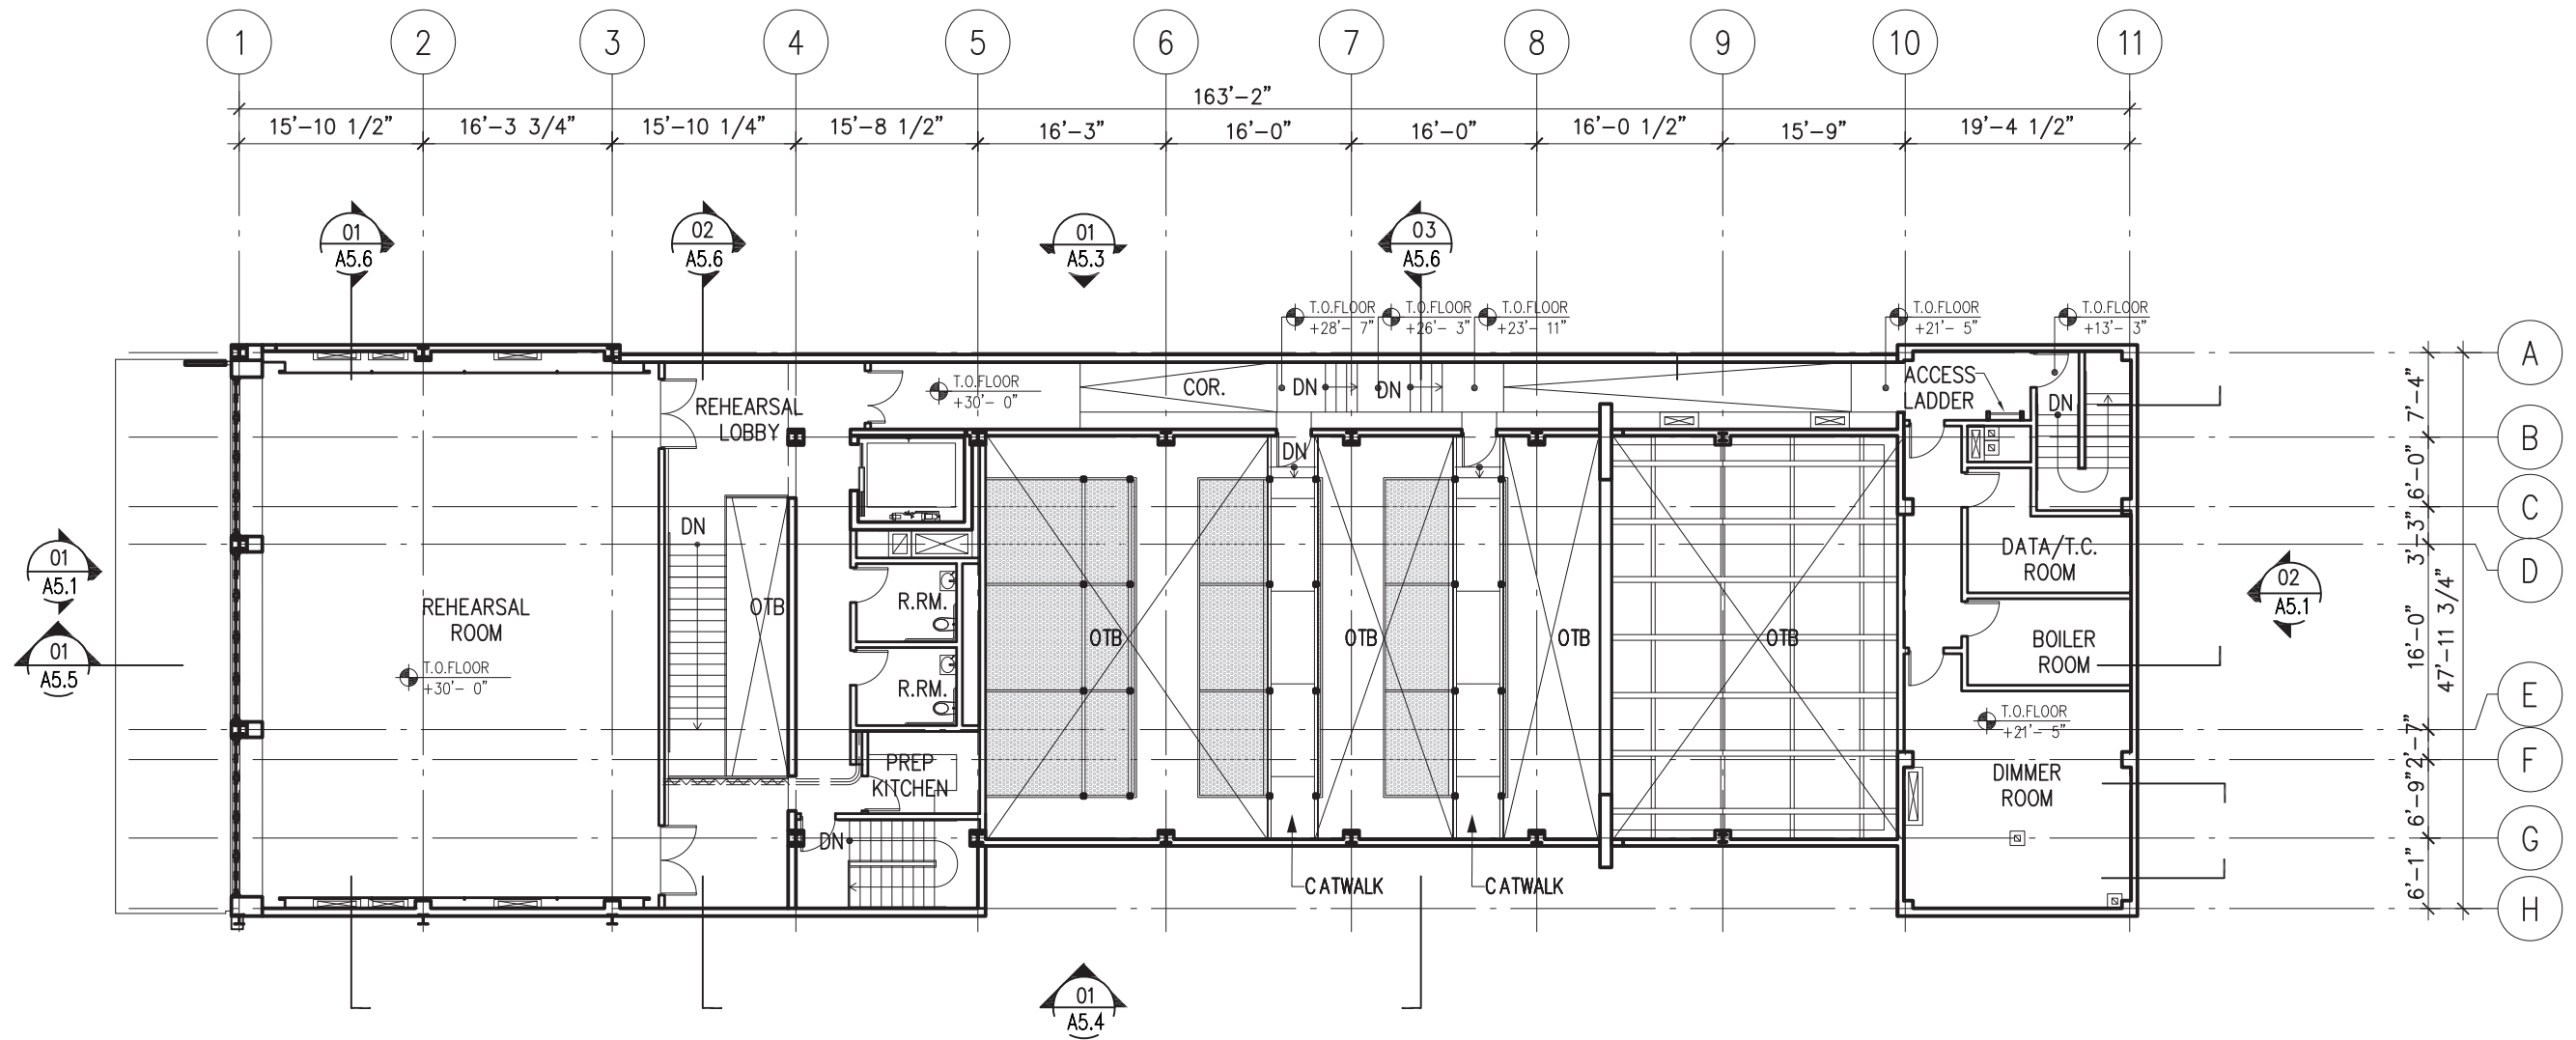 1 2 3 4 5 6 7 8 9 10 11
163'-2"
15'-10 1/2" 16'-3 3/4" 15'-10 1/4" 15'-8 1/2" 16'-3" 16'-0" 16'-0" 16'-0 1/2" 15'-9" 19'-4 1/2"
01
A5.6
02
A5.6
01
A5.3
03
A5.6
T.O.FLOOR
+28'- 7"
T.O.FLOOR
+26'- 3"
T.O.FLOOR
+23'- 11"
T.O.FLOOR
+21'- 5"
T.O.FLOOR
+13'- 3"
A
B
C
D
E
F
G
H
7'-4"
6'-0"
3'-3"
16'-0"
2'-7"
6'-9"
6'-1"
47'-11 3/4"
01
A5.1
01
A5.5
REHEARSAL
ROOM
T.O.FLOOR
+30'- 0"
REHEARSAL
LOBBY
DN
OTB
T.O.FLOOR
+30'- 0"
COR.
DN
DN
DN
R.RM.
R.RM.
PREP
KITCHEN
DN
OTB
OTB
OTB
OTB
CATWALK
CATWALK
ACCESS
LADDER
DN
DATA/T.C.
ROOM
BOILER
ROOM
T.O.FLOOR
+21'- 5"
DIMMER
ROOM
02
A5.1
01
A5.4